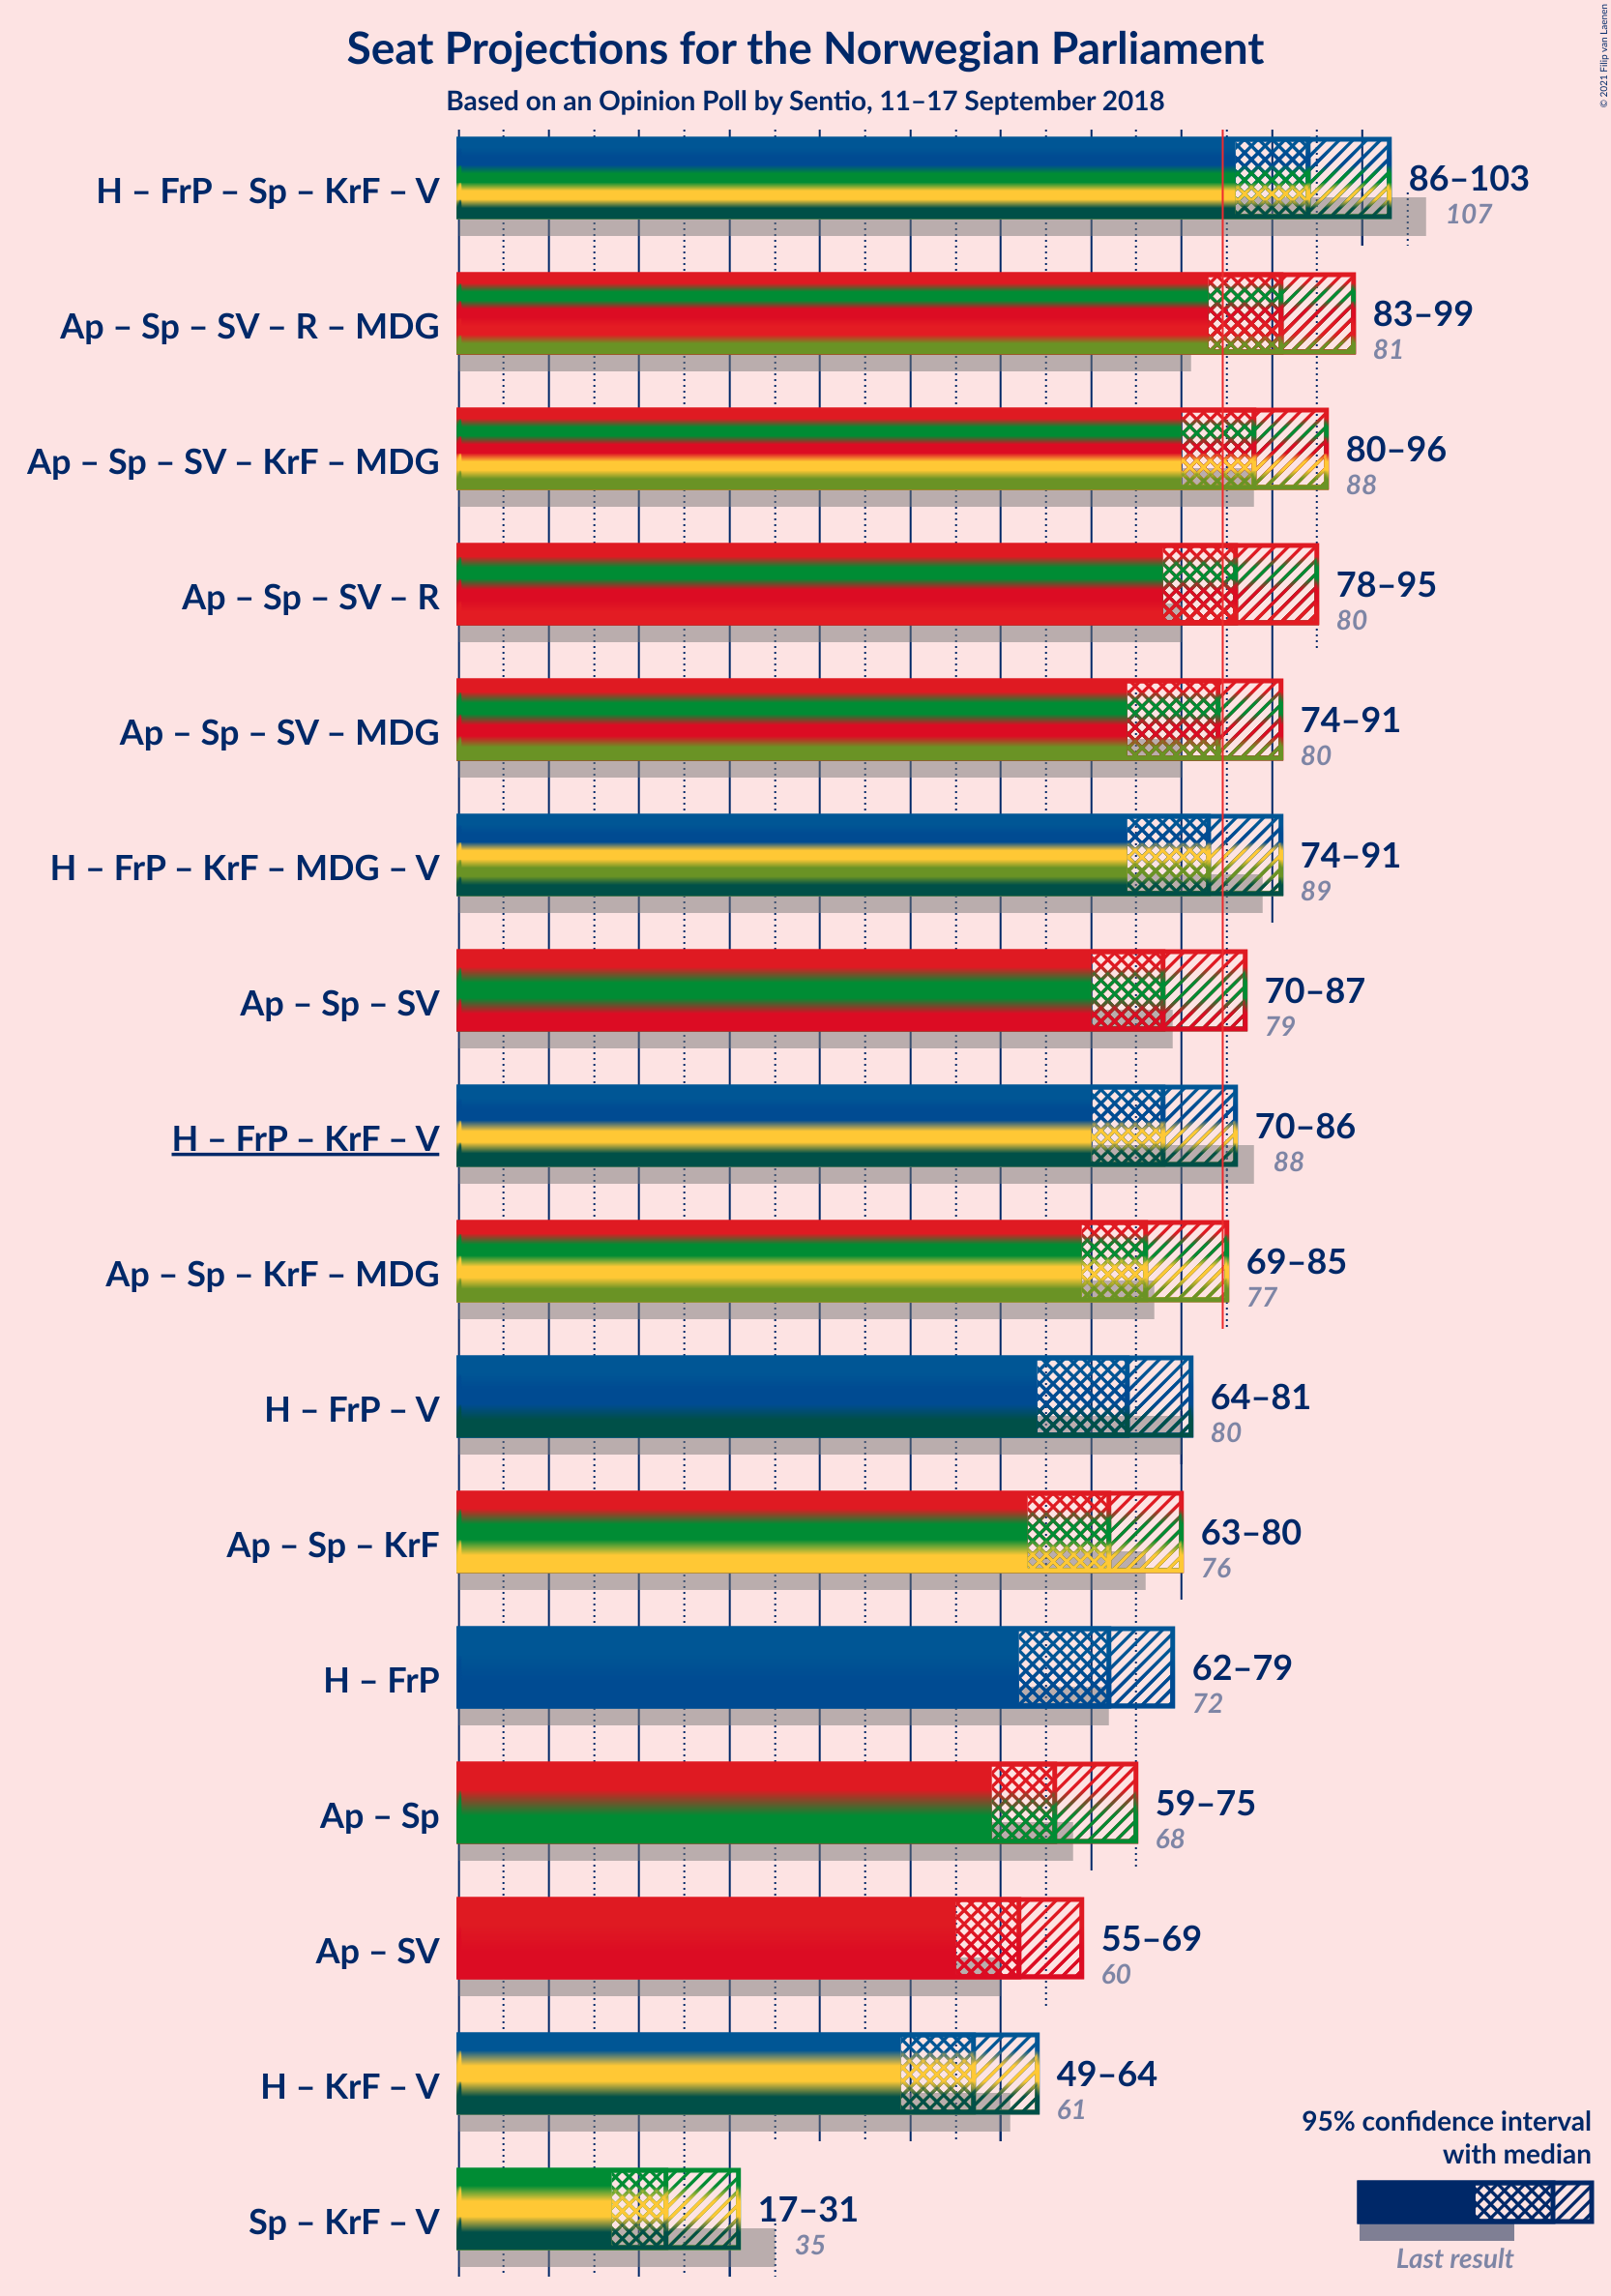 Seat Projections for the Norwegian Parliament
Based on an Opinion Poll by Sentio, 11–17 September 2018
© 2021 Filip van Laenen
H – FrP – Sp – KrF – V
86–103
107
Ap – Sp – SV – R – MDG
83–99
81
Ap – Sp – SV – KrF – MDG
80–96
88
Ap – Sp – SV – R
78–95
80
Ap – Sp – SV – MDG
74–91
80
H – FrP – KrF – MDG – V
74–91
89
Ap – Sp – SV
70–87
79
H – FrP – KrF – V
70–86
88
Ap – Sp – KrF – MDG
69–85
77
H – FrP – V
64–81
80
Ap – Sp – KrF
63–80
76
H – FrP
62–79
72
Ap – Sp
59–75
68
Ap – SV
55–69
60
H – KrF – V
49–64
61
Sp – KrF – V
17–31
35
95% confidence interval
with median
Last result